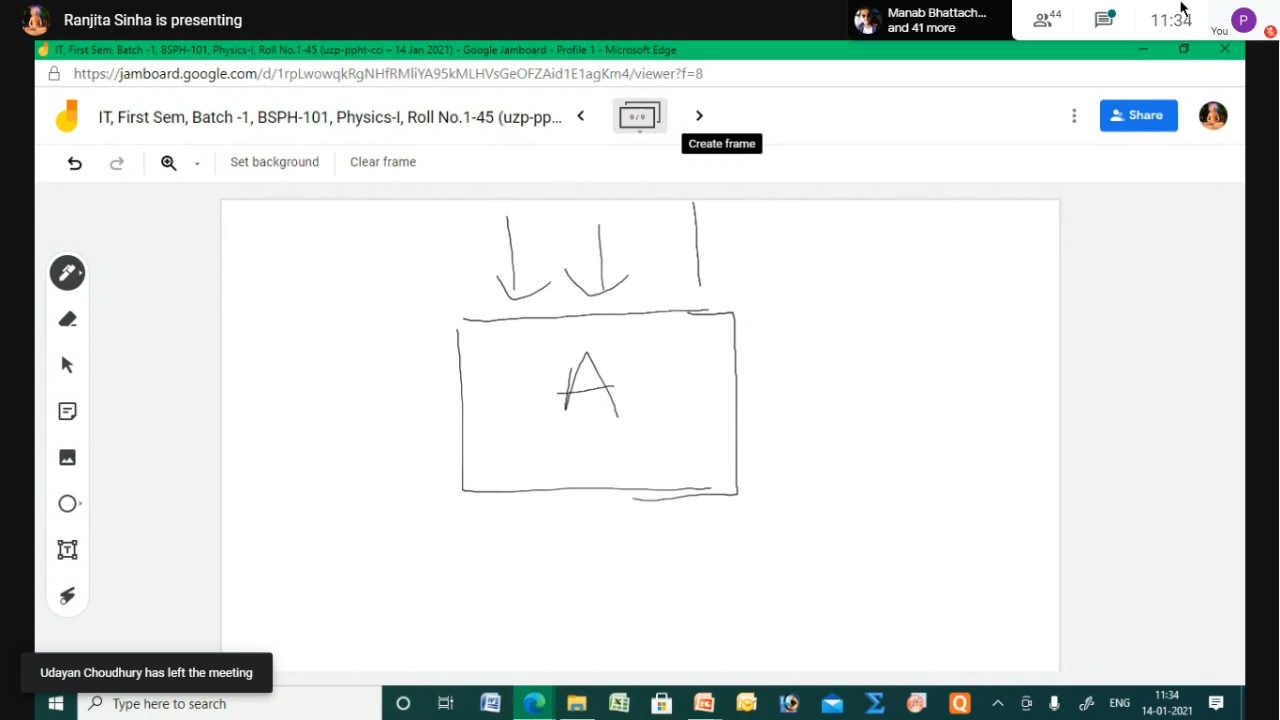 Ranjita Sinha is presenting
Manab Bhattach...
and 41 more
44
11:34
You
P
IT, First Sem, Batch -1, BSPH-101, Physics-I, Roll No.1-45 (uzp-ppht-cci – 14 Jan 2021) - Google Jamboard - Profile 1 - Microsoft Edge
https://jamboard.google.com/d/1rpLwowqkRgNHfRMliYA95kMLHVsGeOFZAid1E1agKm4/viewer?f=8
IT, First Sem, Batch -1, BSPH-101, Physics-I, Roll No.1-45 (uzp-pp...
9 / 9
Share
Create frame
Set background
Clear frame
A
Udayan Choudhury has left the meeting
Type here to search
ENG
11:34
14-01-2021